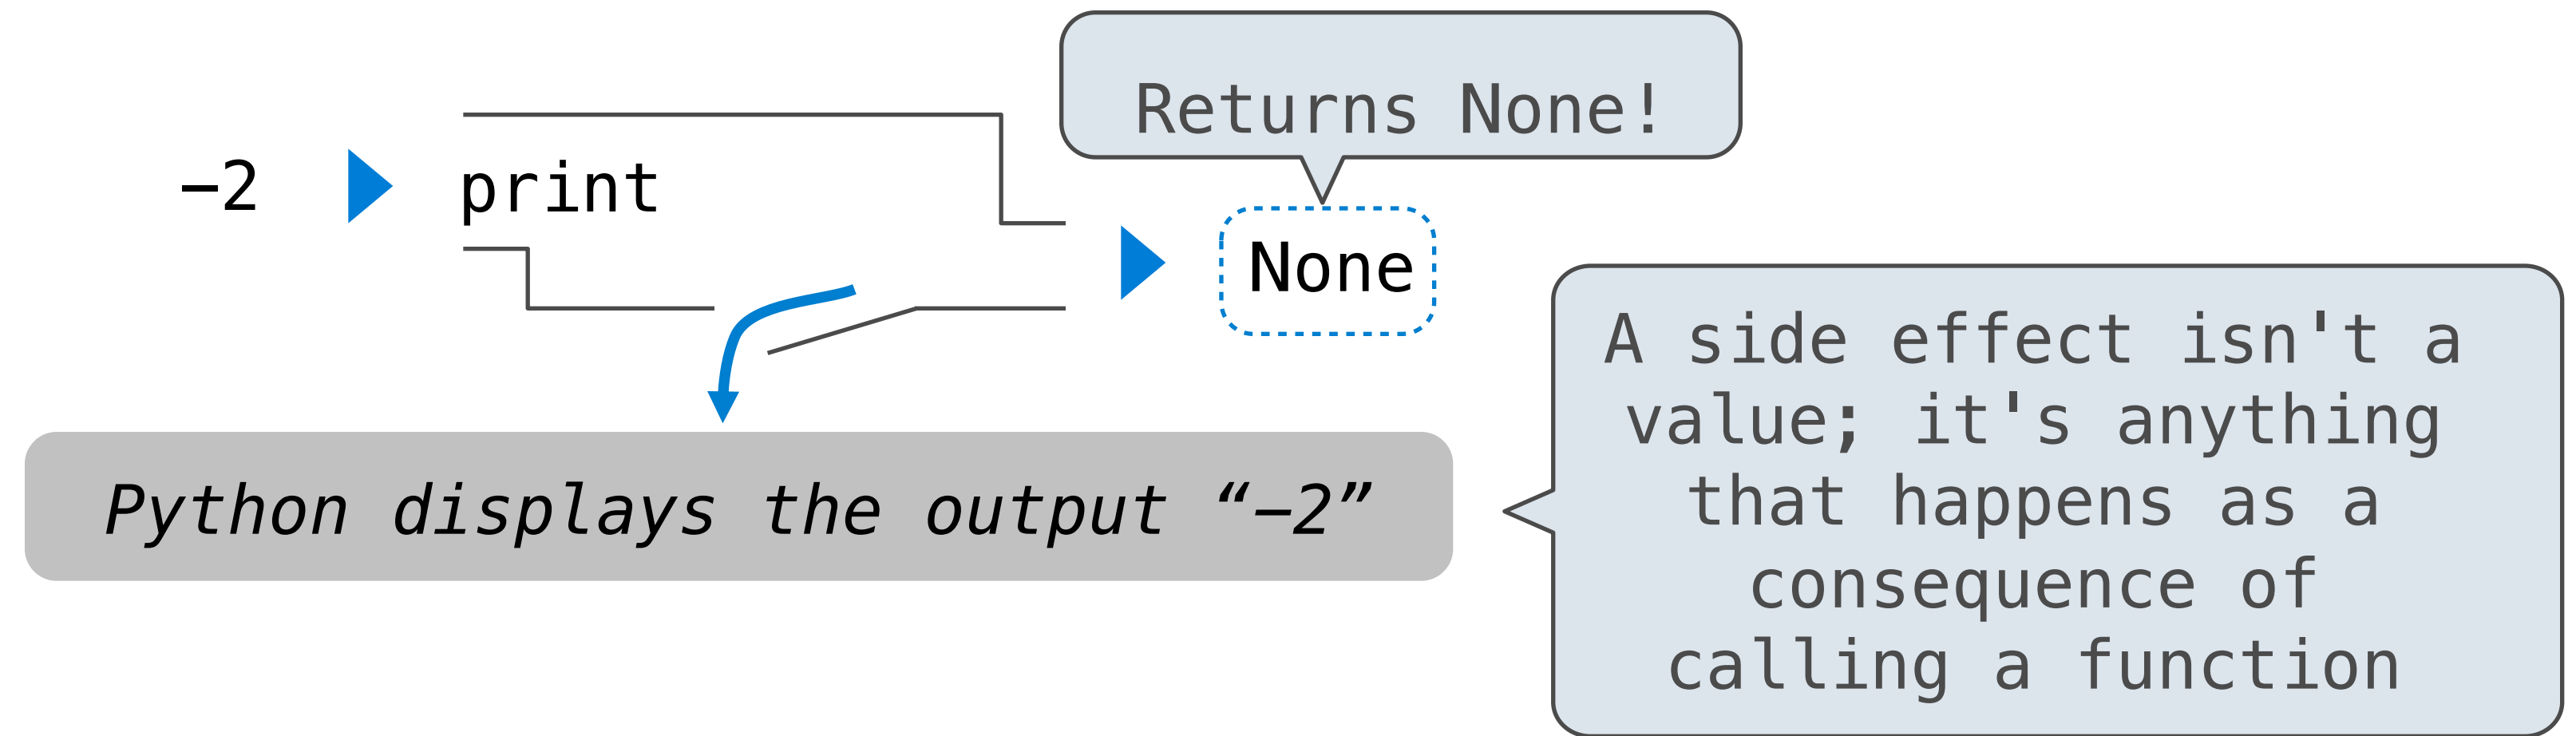 Returns None!
−2
print
None
A side effect isn't a
value; it's anything
that happens as a
consequence of
calling a function
Python displays the output “−2”